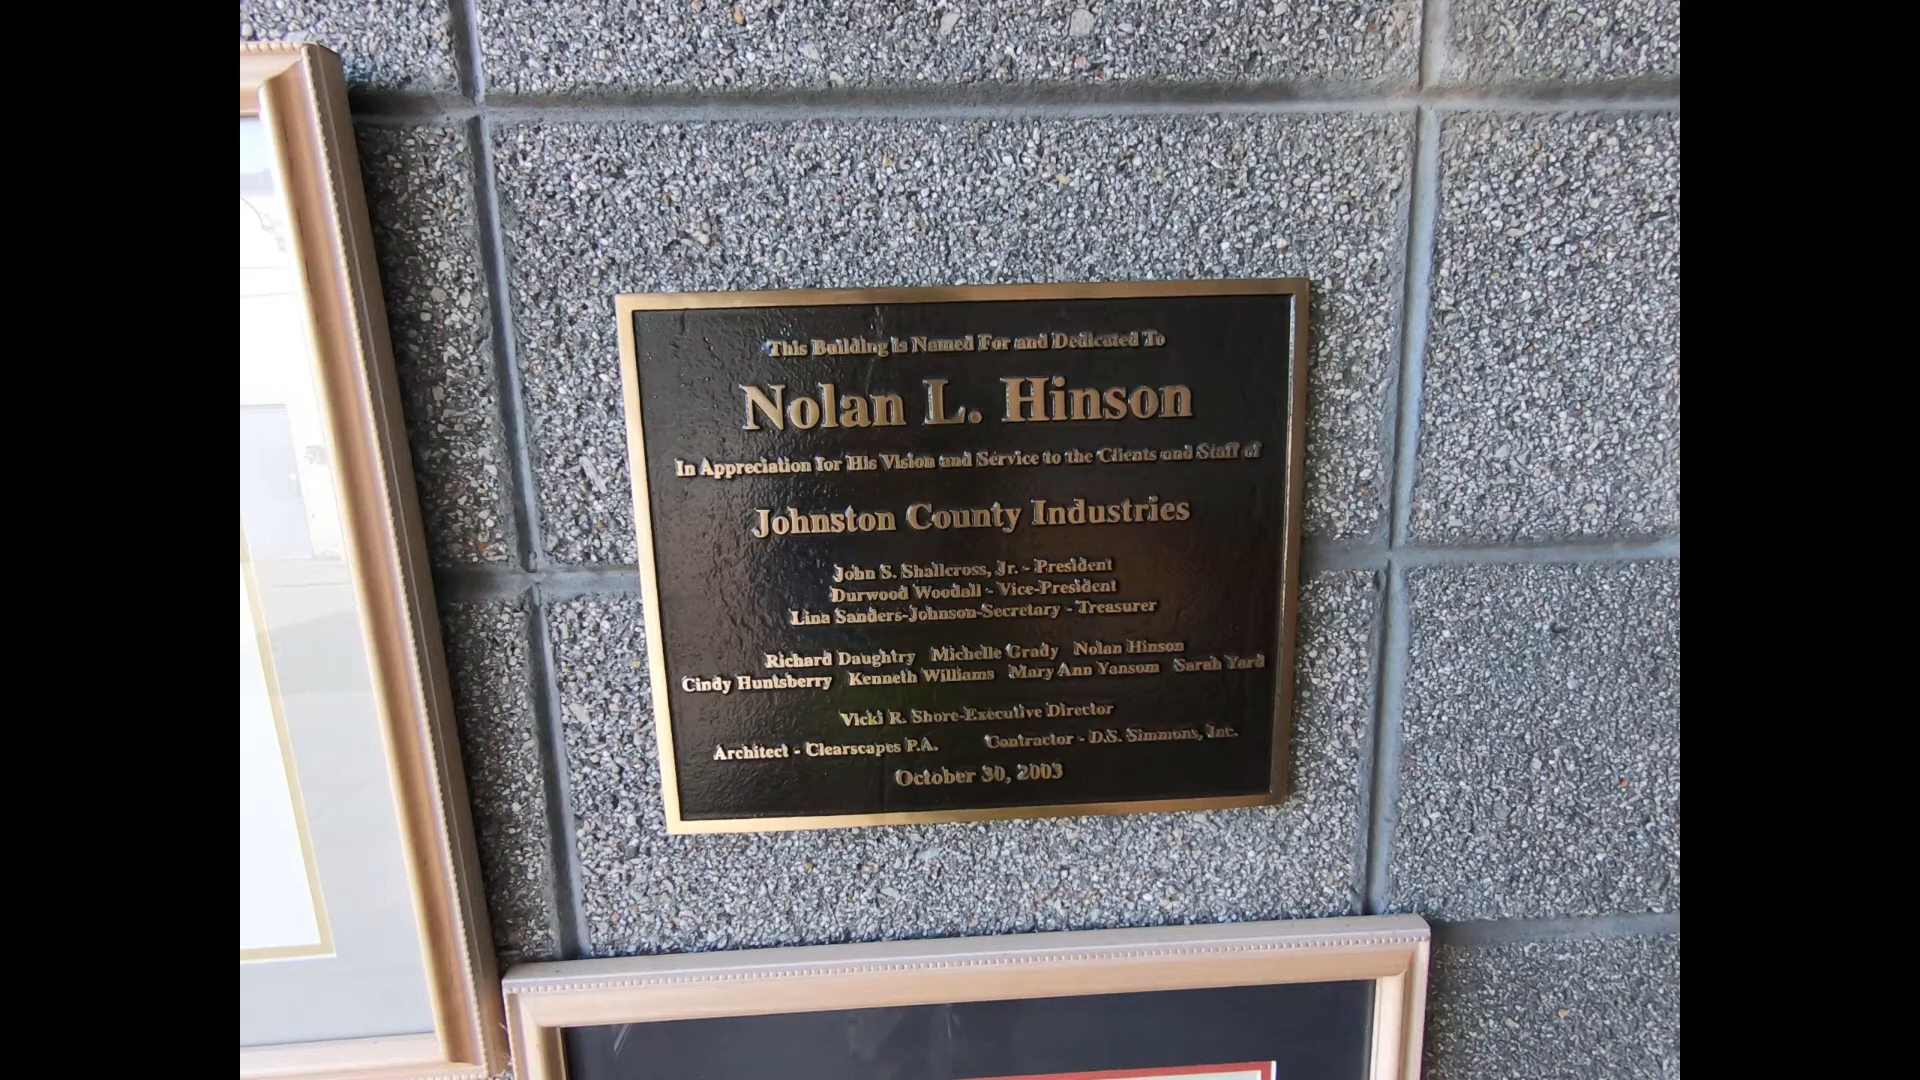 This Building is Named For and Dedicated To
Nolan L. Hinson
In Appreciation for His Vision and Service to the Clients and Staff of
Johnston County Industries
John S. Shallcross, Jr. - President
Durwood Woodall - Vice-President
Lina Sanders-Johnson-Secretary - Treasurer
Richard Daughtry Michelle Grady Nolan Hinson
Cindy Huntsberry Kenneth Williams Mary Ann Yansom Sarah Yard
Vicki R. Shore-Executive Director
Architect - Clearscapes P.A. Contractor - D.S. Simmons, Inc.
October 30, 2003